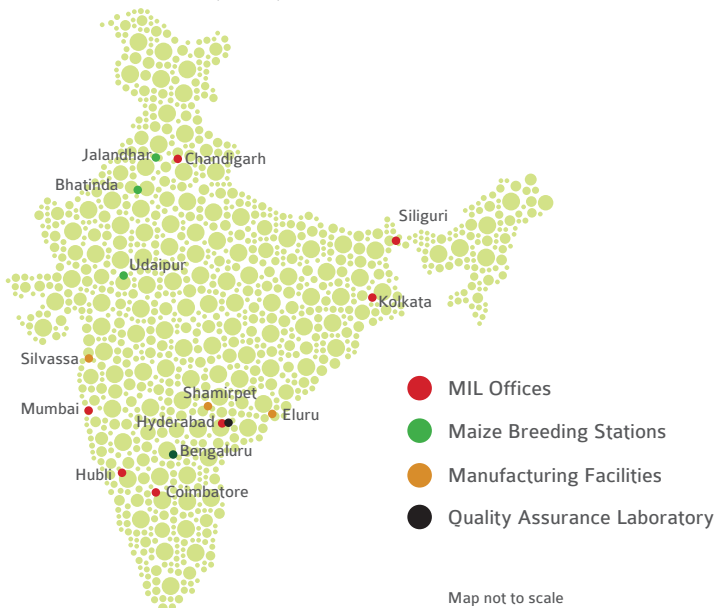 Jalandhar
Chandigarh
Bhatinda
Siliguri
Udaipur
Kolkata
Silvassa
Shamirpet
Mumbai
Hyderabad
Eluru
Bengaluru
Hubli
Coimbatore
MIL Offices
Maize Breeding Stations
Manufacturing Facilities
Quality Assurance Laboratory
Map not to scale